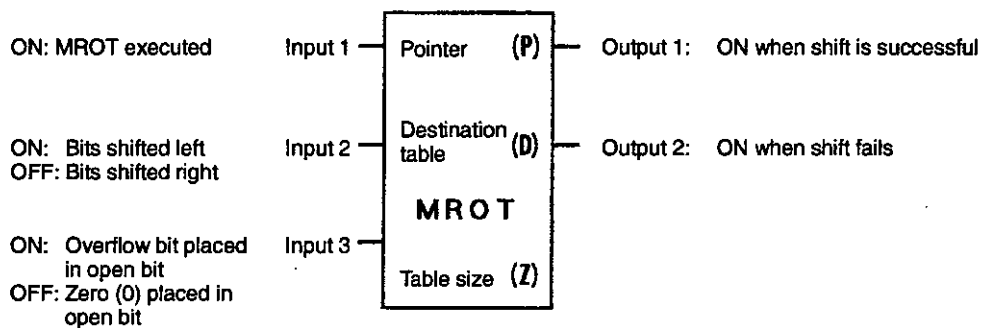 ON: MROT executed Input 1 Pointer (P) Output 1: ON when shift is successful
ON: Bits shifted left Input 2 Destination table (D) Output 2: ON when shift fails
OFF: Bits shifted right
MROT
ON: Overflow bit placed Input 3
in open bit
Table size (Z)
OFF: Zero (0) placed in
open bit